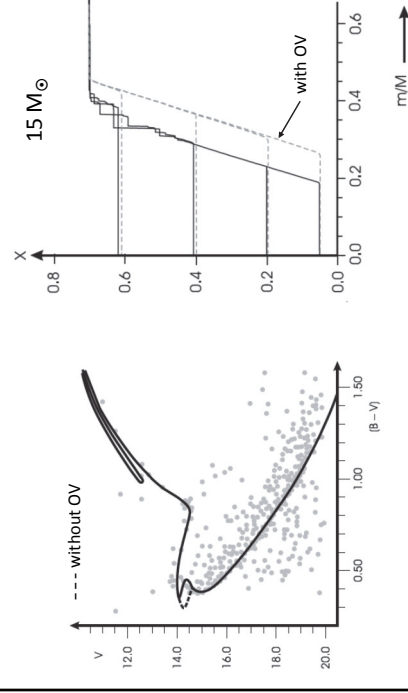 --- without OV
V
12.0
14.0
16.0
18.0
20.0
0.50 1.00 1.50
(B – V)
15 M☉
X
0.8
0.6
0.4
0.2
0.0
with OV
0.0 0.2 0.4 0.6
m/M